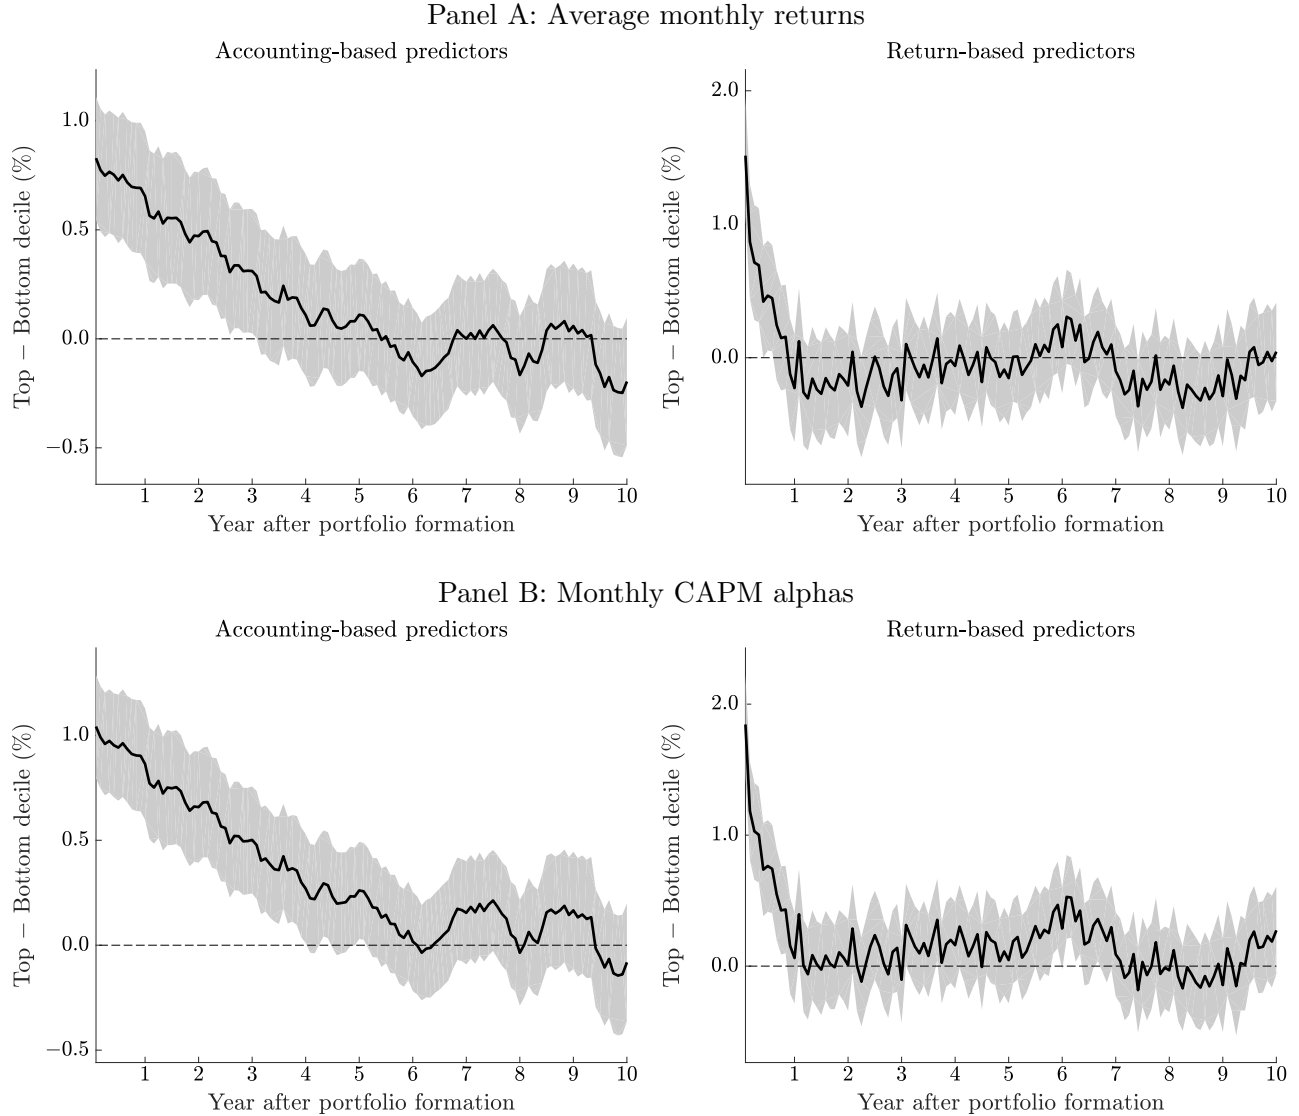 Panel A: Average monthly returns
Accounting-based predictors
Return-based predictors
Top − Bottom decile (%)
1.0
0.5
0.0
−0.5
1 2 3 4 5 6 7 8 9 10
Year after portfolio formation
Top − Bottom decile (%)
2.0
1.0
0.0
1 2 3 4 5 6 7 8 9 10
Year after portfolio formation
Panel B: Monthly CAPM alphas
Accounting-based predictors
Return-based predictors
Top − Bottom decile (%)
1.0
0.5
0.0
−0.5
1 2 3 4 5 6 7 8 9 10
Year after portfolio formation
Top − Bottom decile (%)
2.0
1.0
0.0
1 2 3 4 5 6 7 8 9 10
Year after portfolio formation